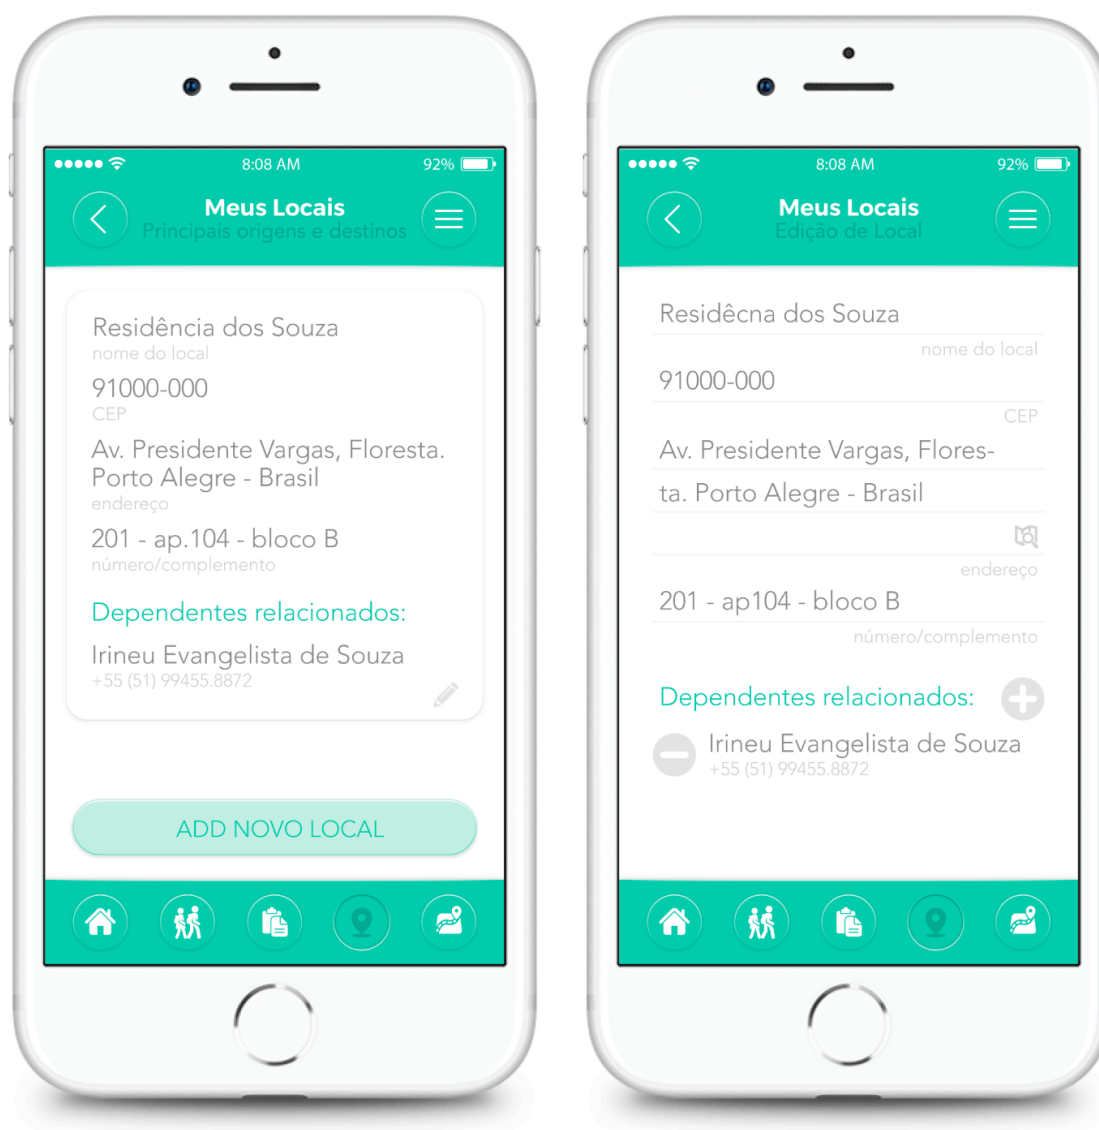 8:08 AM
92%
Meus Locais
Principais origens e destinos
Residência dos Souza
nome do local
91000-000
CEP
Av. Presidente Vargas, Floresta.
Porto Alegre - Brasil
endereço
201 - ap.104 - bloco B
número/complemento
Dependentes relacionados:
Irineu Evangelista de Souza
+55 (51) 99455.8872
ADD NOVO LOCAL
8:08 AM
92%
Meus Locais
Edição de Local
Residêcna dos Souza
nome do local
91000-000
CEP
Av. Presidente Vargas, Flores-
ta. Porto Alegre - Brasil
endereço
201 - ap104 - bloco B
número/complemento
Dependentes relacionados:
Irineu Evangelista de Souza
+55 (51) 99455.8872